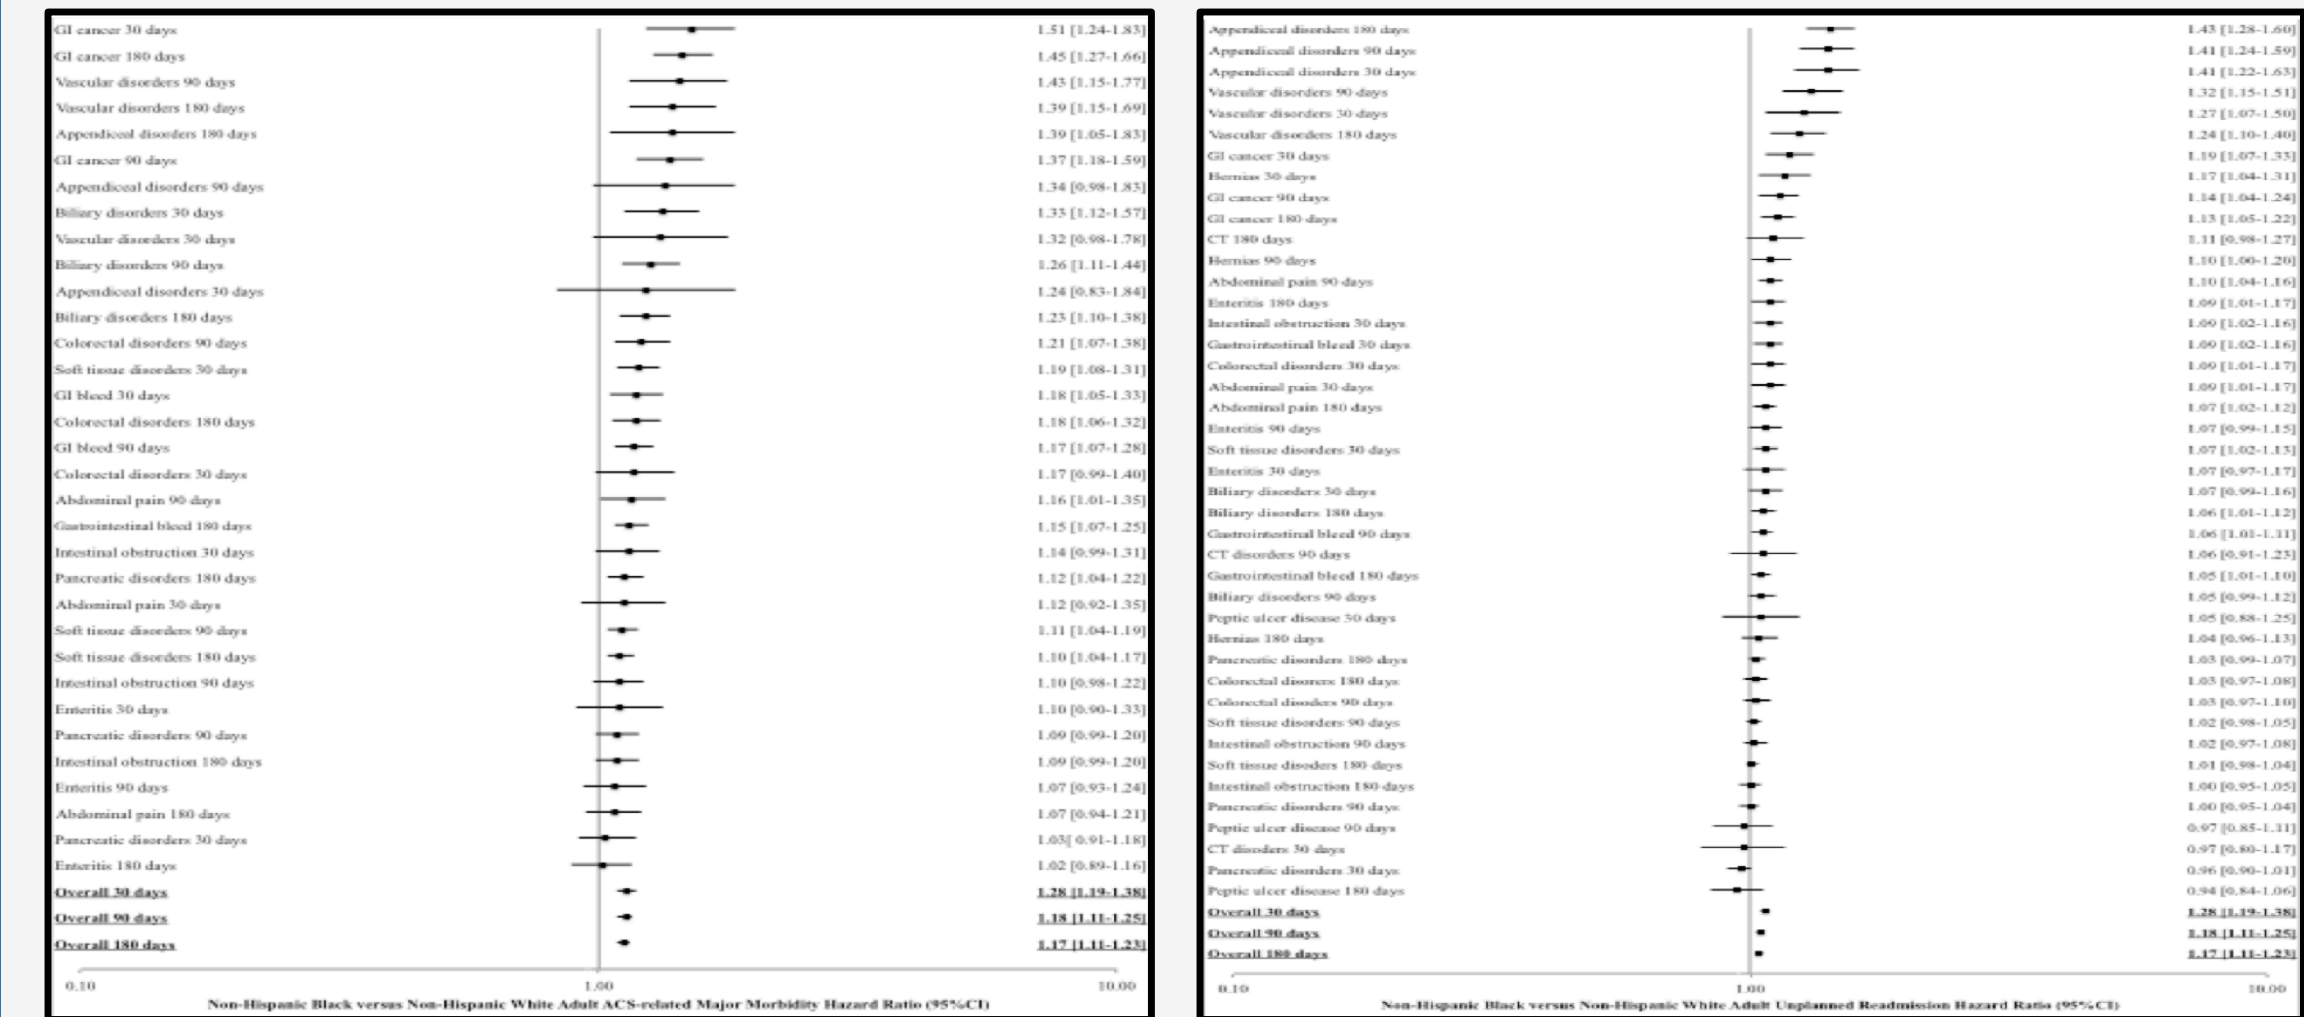 GI cancer 30 days 1.51 [1.24-1.83]
GI cancer 180 days 1.45 [1.27-1.66]
Vascular disorders 90 days 1.43 [1.15-1.77]
Vascular disorders 180 days 1.39 [1.15-1.69]
Appendiceal disorders 180 days 1.39 [1.05-1.83]
GI cancer 90 days 1.37 [1.18-1.59]
Appendiceal disorders 90 days 1.34 [0.98-1.83]
Biliary disorders 30 days 1.33 [1.12-1.57]
Vascular disorders 30 days 1.32 [0.98-1.78]
Biliary disorders 90 days 1.26 [1.11-1.44]
Appendiceal disorders 30 days 1.24 [0.83-1.84]
Biliary disorders 180 days 1.23 [1.10-1.38]
Colorectal disorders 90 days 1.21 [1.07-1.38]
Soft tissue disorders 30 days 1.19 [1.08-1.31]
GI bleed 30 days 1.18 [1.05-1.33]
Colorectal disorders 180 days 1.18 [1.06-1.32]
GI bleed 90 days 1.17 [1.07-1.28]
Colorectal disorders 30 days 1.17 [0.99-1.40]
Abdominal pain 90 days 1.16 [1.01-1.35]
Gastrointestinal bleed 180 days 1.15 [1.07-1.25]
Intestinal obstruction 30 days 1.14 [0.99-1.31]
Pancreatic disorders 180 days 1.12 [1.04-1.22]
Abdominal pain 30 days 1.12 [0.92-1.35]
Soft tissue disorders 90 days 1.11 [1.04-1.19]
Soft tissue disorders 180 days 1.10 [1.04-1.17]
Intestinal obstruction 90 days 1.10 [0.98-1.22]
Enteritis 30 days 1.10 [0.90-1.33]
Pancreatic disorders 90 days 1.09 [0.99-1.20]
Intestinal obstruction 180 days 1.09 [0.99-1.20]
Enteritis 90 days 1.07 [0.93-1.24]
Abdominal pain 180 days 1.07 [0.94-1.21]
Pancreatic disorders 30 days 1.03[ 0.91-1.18]
Enteritis 180 days 1.02 [0.89-1.16]
Overall 30 days 1.28 [1.19-1.38]
Overall 90 days 1.18 [1.11-1.25]
Overall 180 days 1.17 [1.11-1.23]
0.10 1.00 10.00
Non-Hispanic Black versus Non-Hispanic White Adult ACS-related Major Morbidity Hazard Ratio (95%CI)
Appendiceal disorders 180 days 1.43 [1.28-1.60]
Appendiceal disorders 90 days 1.41 [1.24-1.59]
Appendiceal disorders 30 days 1.41 [1.22-1.63]
Vascular disorders 90 days 1.32 [1.15-1.51]
Vascular disorders 30 days 1.27 [1.07-1.50]
Vascular disorders 180 days 1.24 [1.10-1.40]
GI cancer 30 days 1.19 [1.07-1.33]
Hernias 30 days 1.17 [1.04-1.31]
GI cancer 90 days 1.14 [1.04-1.24]
GI cancer 180 days 1.13 [1.05-1.22]
CT 180 days 1.11 [0.98-1.27]
Hernias 90 days 1.10 [1.00-1.20]
Abdominal pain 90 days 1.10 [1.04-1.16]
Enteritis 180 days 1.09 [1.01-1.17]
Intestinal obstruction 30 days 1.09 [1.02-1.16]
Gastrointestinal bleed 30 days 1.09 [1.02-1.16]
Colorectal disorders 30 days 1.09 [1.01-1.17]
Abdominal pain 30 days 1.09 [1.01-1.17]
Abdominal pain 180 days 1.07 [1.02-1.12]
Enteritis 90 days 1.07 [0.99-1.15]
Soft tissue disorders 30 days 1.07 [1.02-1.13]
Enteritis 30 days 1.07 [0.97-1.17]
Biliary disorders 30 days 1.07 [0.99-1.16]
Biliary disorders 180 days 1.06 [1.01-1.12]
Gastrointestinal bleed 90 days 1.06 [1.01-1.11]
CT disorders 90 days 1.06 [0.91-1.23]
Gastrointestinal bleed 180 days 1.05 [1.01-1.10]
Biliary disorders 90 days 1.05 [0.99-1.12]
Peptic ulcer disease 30 days 1.05 [0.88-1.25]
Hernias 180 days 1.04 [0.96-1.13]
Pancreatic disorders 180 days 1.03 [0.99-1.07]
Colorectal disorers 180 days 1.03 [0.97-1.08]
Colorectal disoders 90 days 1.03 [0.97-1.10]
Soft tissue disorders 90 days 1.02 [0.98-1.05]
Intestinal obstruction 90 days 1.02 [0.97-1.08]
Soft tissue disoders 180 days 1.01 [0.98-1.04]
Intestinal obstruction 180 days 1.00 [0.95-1.05]
Pancreatic disorders 90 days 1.00 [0.95-1.04]
Peptic ulcer disease 90 days 0.97 [0.85-1.11]
CT disoders 30 days 0.97 [0.80-1.17]
Pancreatic disorders 30 days 0.96 [0.90-1.01]
Peptic ulcer disease 180 days 0.94 [0.84-1.06]
Overall 30 days 1.28 [1.19-1.38]
Overall 90 days 1.18 [1.11-1.25]
Overall 180 days 1.17 [1.11-1.23]
0.10 1.00 10.00
Non-Hispanic Black versus Non-Hispanic White Adult Unplanned Readmission Hazard Ratio (95%CI)